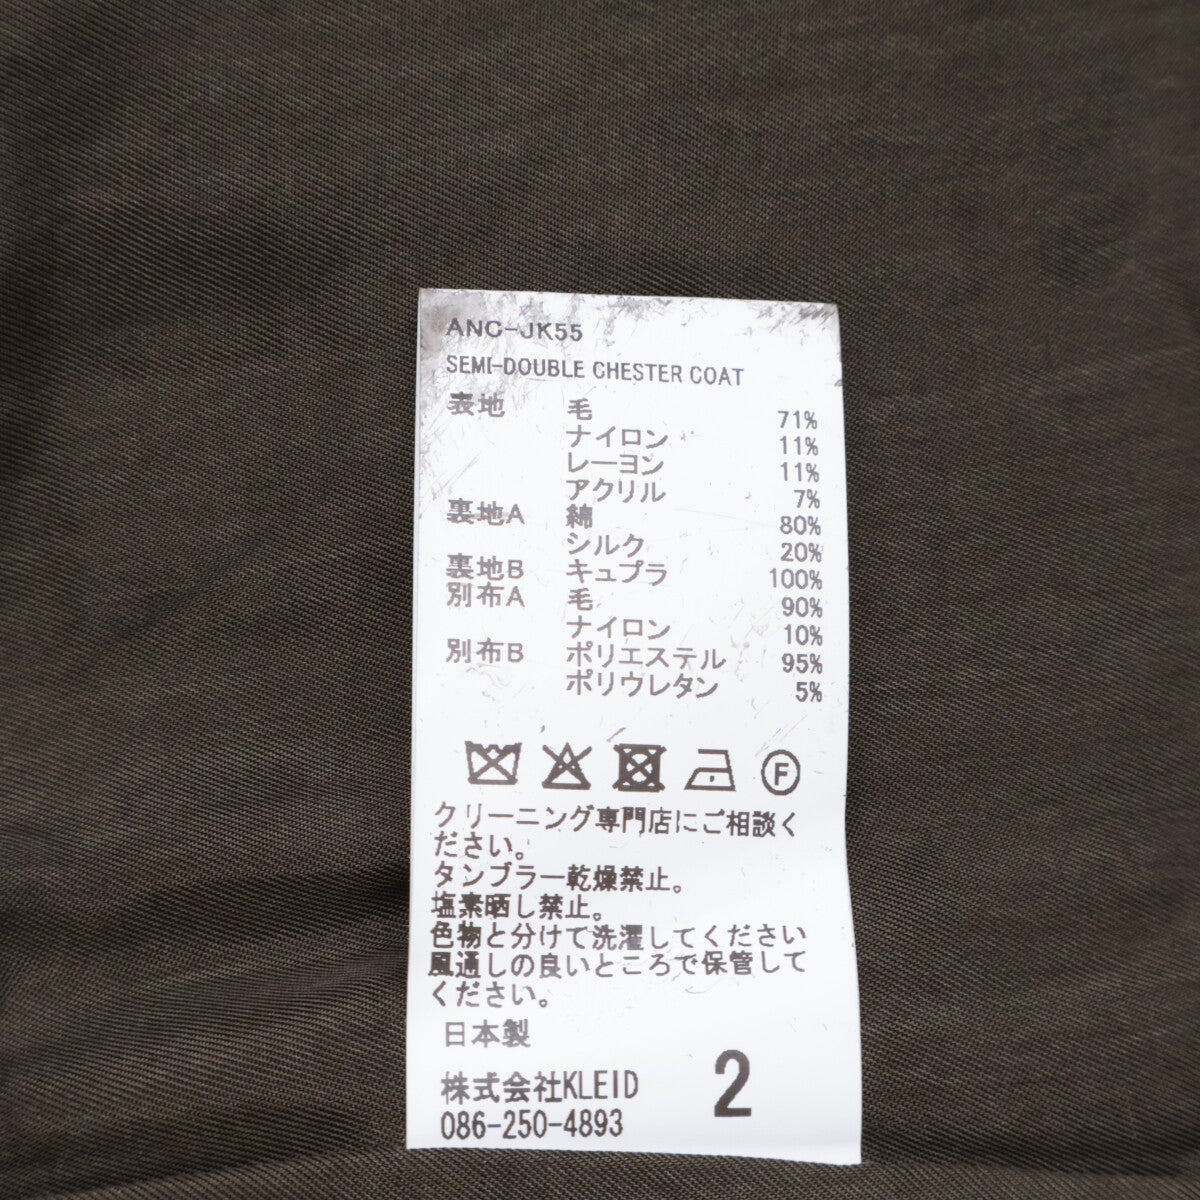 ANC-JK55
SEMI-DOUBLE CHESTER COAT
表地 毛 71%
ナイロン 11%
レーヨン 11%
アクリル 7%
裏地A 綿 80%
シルク 20%
裏地B キュプラ 100%
別布A 毛 90%
ナイロン 10%
別布B ポリエステル 95%
ポリウレタン 5%
F
クリーニング専門店にご相談く
ださい。
タンブラー乾燥禁止。
塩素晒し禁止。
色物と分けて洗濯してください
風通しの良いところで保管して
ください。
日本製
株式会社KLEID
086-250-4893
2